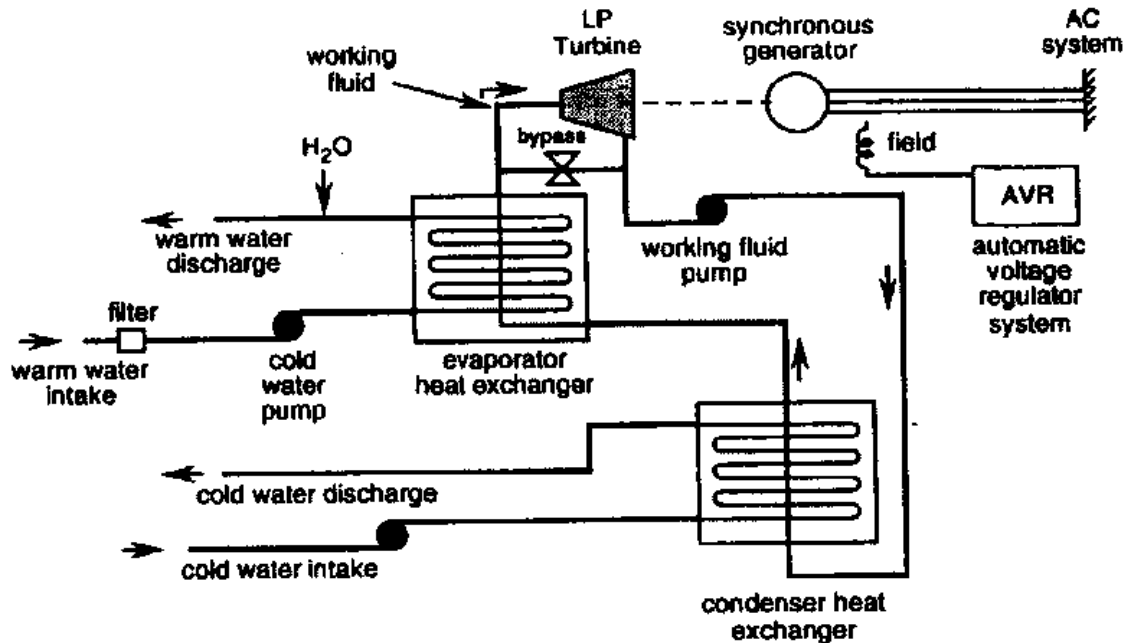 LP
Turbine
synchronous
generator
AC
system
working
fluid
bypass
field
H2O
AVR
warm water
discharge
working fluid
pump
automatic
voltage
regulator
system
filter
warm water
intake
cold
water
pump
evaporator
heat exchanger
cold water discharge
cold water intake
condenser heat
exchanger